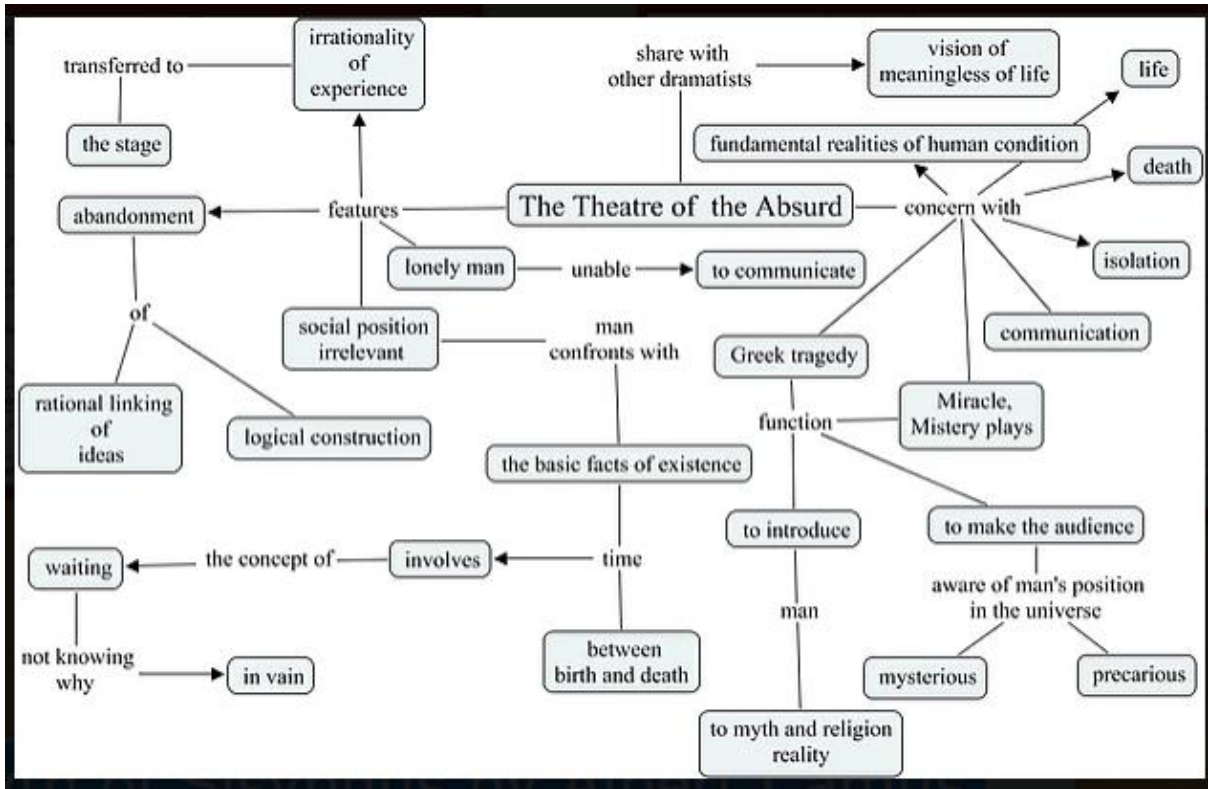 irrationality
of
experience
transferred to
the stage
share with
other dramatists
vision of
meaningless of life
life
fundamental realities of human condition
death
abandonment
features
The Theatre of the Absurd
concern with
lonely man
unable
to communicate
isolation
of
social position
irrelevant
man
confronts with
Greek tragedy
communication
rational linking
of
ideas
logical construction
function
Miracle,
Mistery plays
the basic facts of existence
to introduce
to make the audience
waiting
the concept of
involves
time
man
aware of man's position
in the universe
not knowing
why
in vain
between
birth and death
mysterious
precarious
to myth and religion
reality